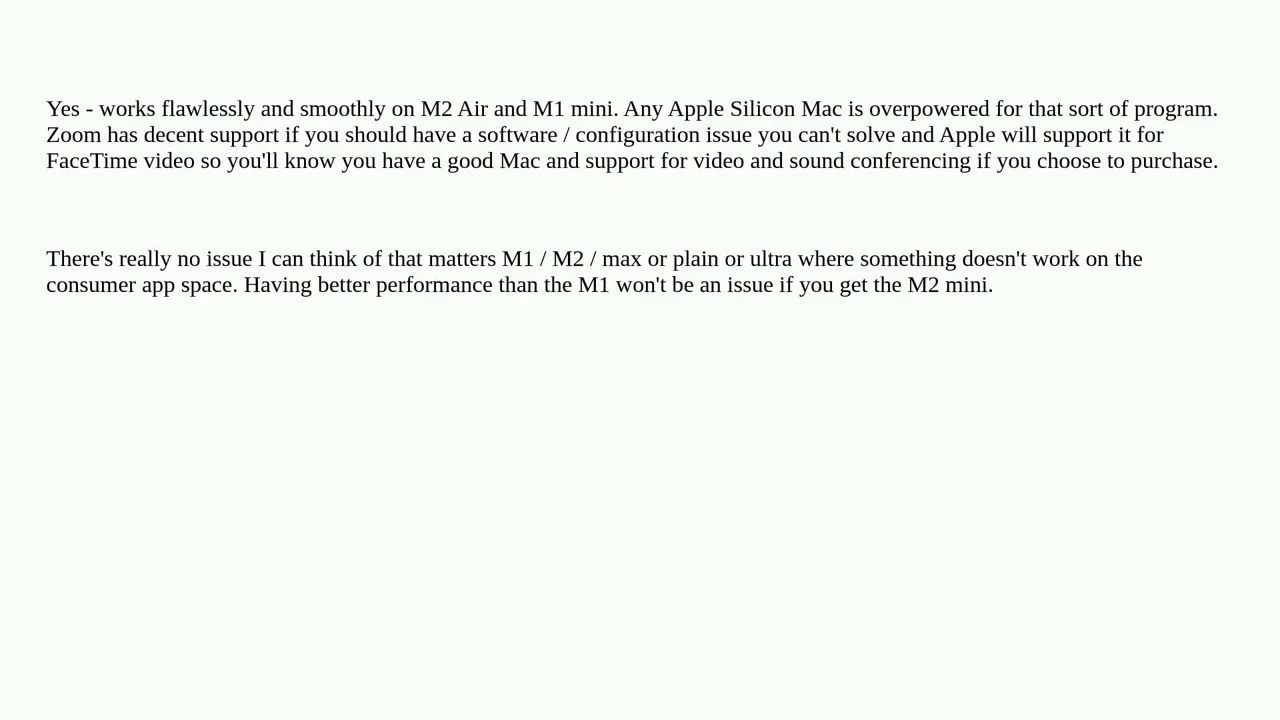 Yes - works flawlessly and smoothly on M2 Air and M1 mini. Any Apple Silicon Mac is overpowered for that sort of program.
Zoom has decent support if you should have a software / configuration issue you can't solve and Apple will support it for
FaceTime video so you'll know you have a good Mac and support for video and sound conferencing if you choose to purchase.
There's really no issue I can think of that matters M1 / M2 / max or plain or ultra where something doesn't work on the
consumer app space. Having better performance than the M1 won't be an issue if you get the M2 mini.